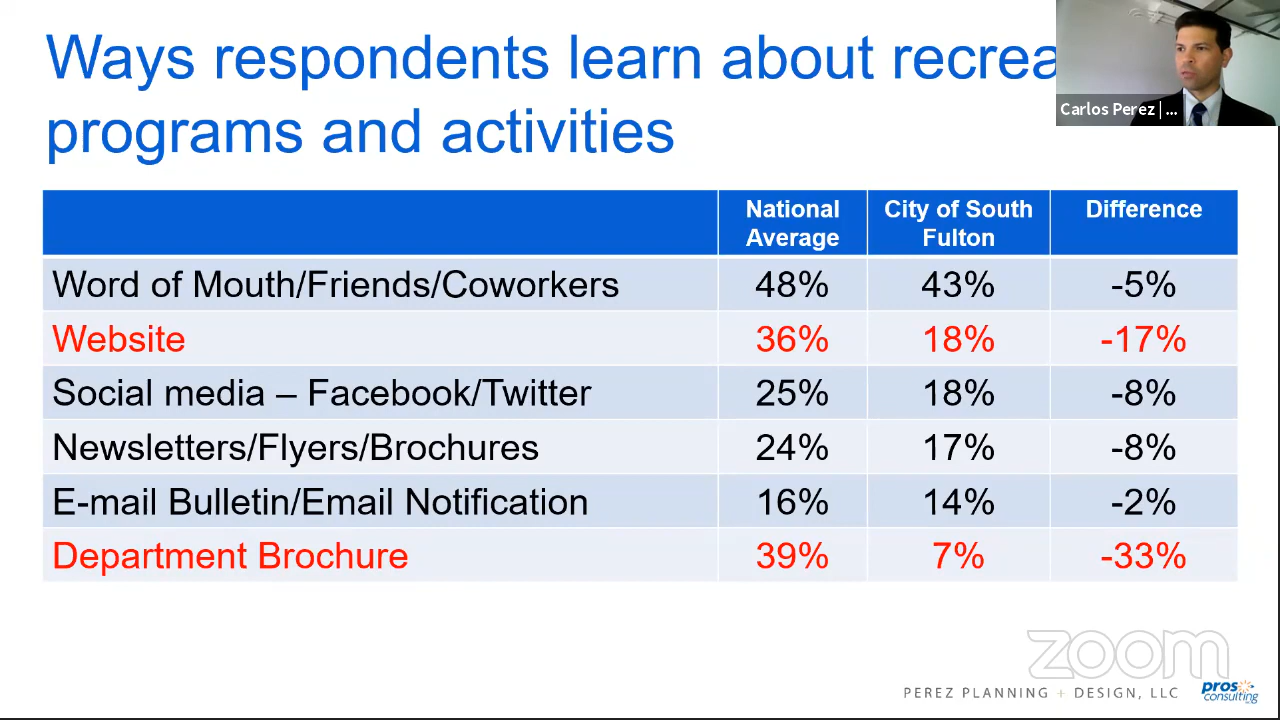 Ways respondents learn about recrea
programs and activities
Carlos Perez | ...
National Average City of South Fulton Difference
Word of Mouth/Friends/Coworkers 48% 43% -5%
Website 36% 18% -17%
Social media – Facebook/Twitter 25% 18% -8%
Newsletters/Flyers/Brochures 24% 17% -8%
E-mail Bulletin/Email Notification 16% 14% -2%
Department Brochure 39% 7% -33%
zoom
PEREZ PLANNING + DESIGN, LLC
pros
consulting